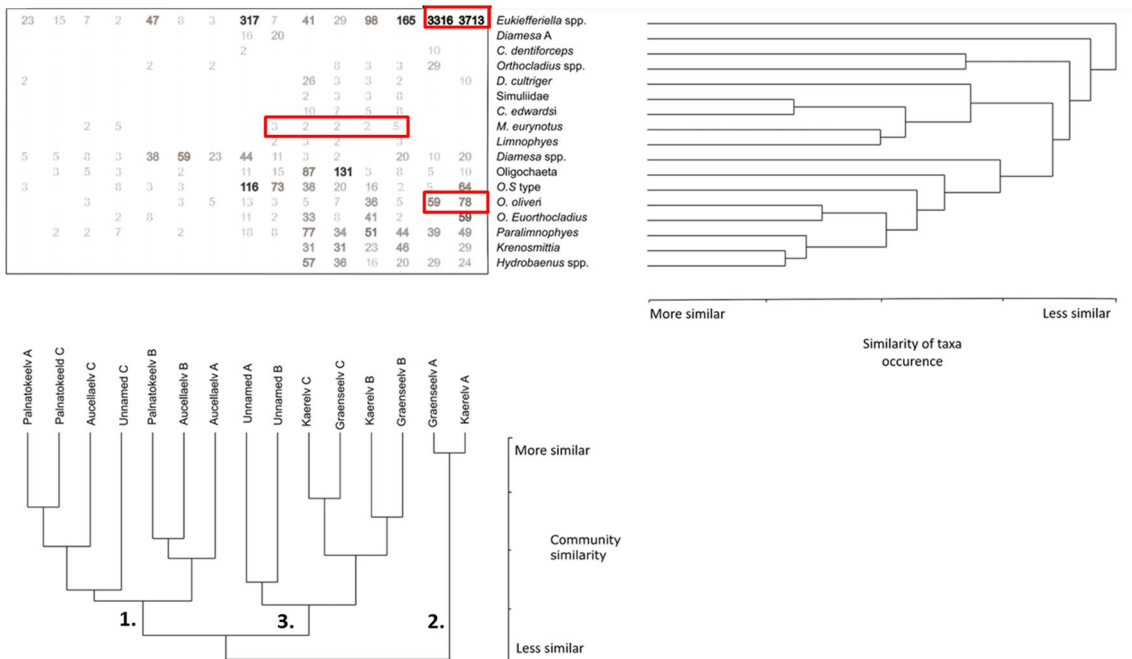 23 15 7 2 47 8 3 317 7 41 29 98 165 3316 3713 Eukiefferiella spp.
16 20 Diamesa A
2 10 C. dentiforceps
2 2 8 3 3 29 Orthocladius spp.
2 26 3 3 2 10 D. cultriger
2 3 3 8 Simuliidae
10 7 5 8 C. edwardsi
2 5 3 2 2 2 5 M. eurynotus
2 3 2 3 Limnophyes
5 5 8 3 38 59 23 44 11 3 2 20 10 20 Diamesa spp.
3 5 3 2 11 15 87 131 3 8 5 10 Oligochaeta
3 8 3 3 116 73 38 20 16 2 5 64 O.S type
3 3 5 13 3 5 7 36 5 59 78 O. oliveri
2 8 11 2 33 8 41 2 59 O. Euorthocladius
2 2 7 2 18 8 77 34 51 44 39 49 Paralimnophyes
31 31 23 46 29 Krenosmittia
57 36 16 20 29 24 Hydrobaenus spp.
More similar
Less similar
Similarity of taxa
occurence
Palnatokeelv A
Palnatokeeld C
Aucellaelv C
Unnamed C
Palnatokeelv B
Aucellaelv B
Aucellaelv A
Unnamed A
Unnamed B
Kaerelv C
Graenseelv C
Kaerelv B
Graenseelv B
Graenseelv A
Kaerelv A
More similar
Community
similarity
Less similar
1.
3.
2.